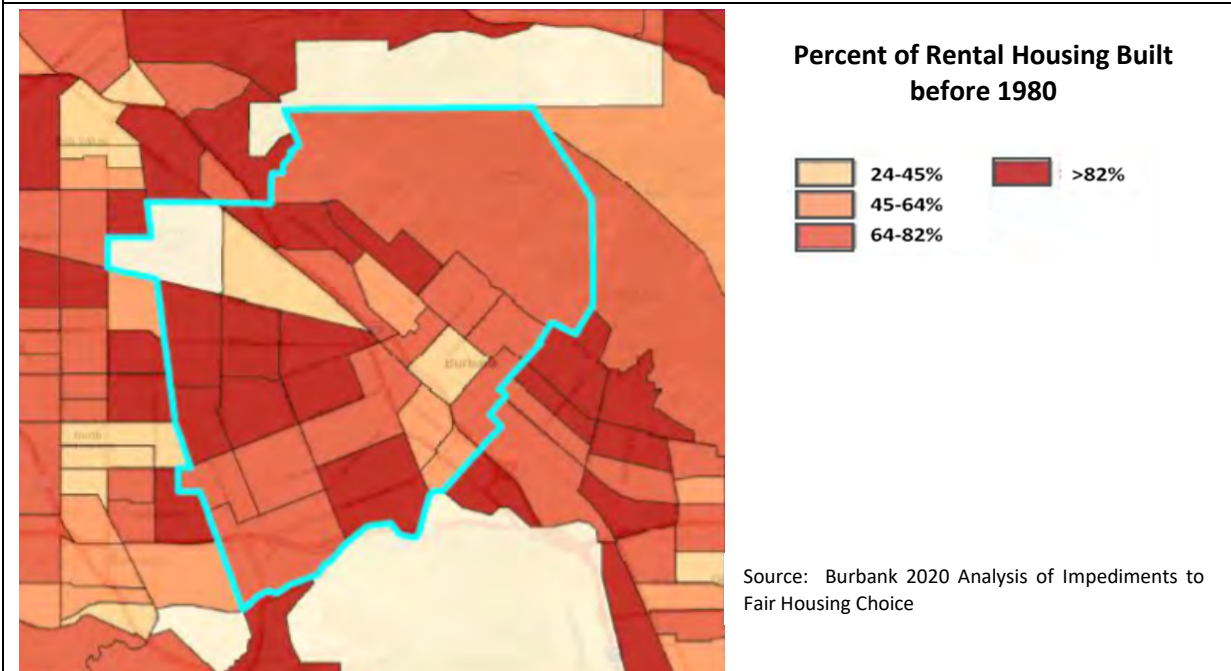 Percent of Rental Housing Built
before 1980
24-45%
>82%
45-64%
64-82%
Burbank
Source: Burbank 2020 Analysis of Impediments to
Fair Housing Choice